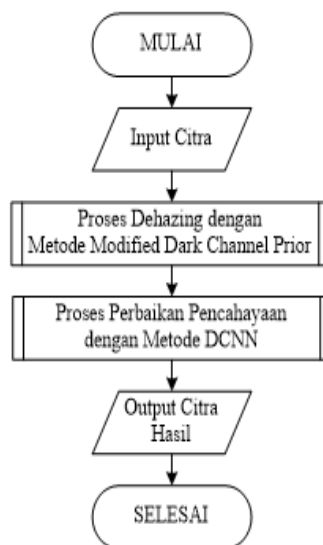 MULAI
Input Citra
Proses Dehazing dengan
Metode Modified Dark Channel Prior
Proses Perbaikan Pencahayaan
dengan Metode DCNN
Output Citra
Hasil
SELESAI